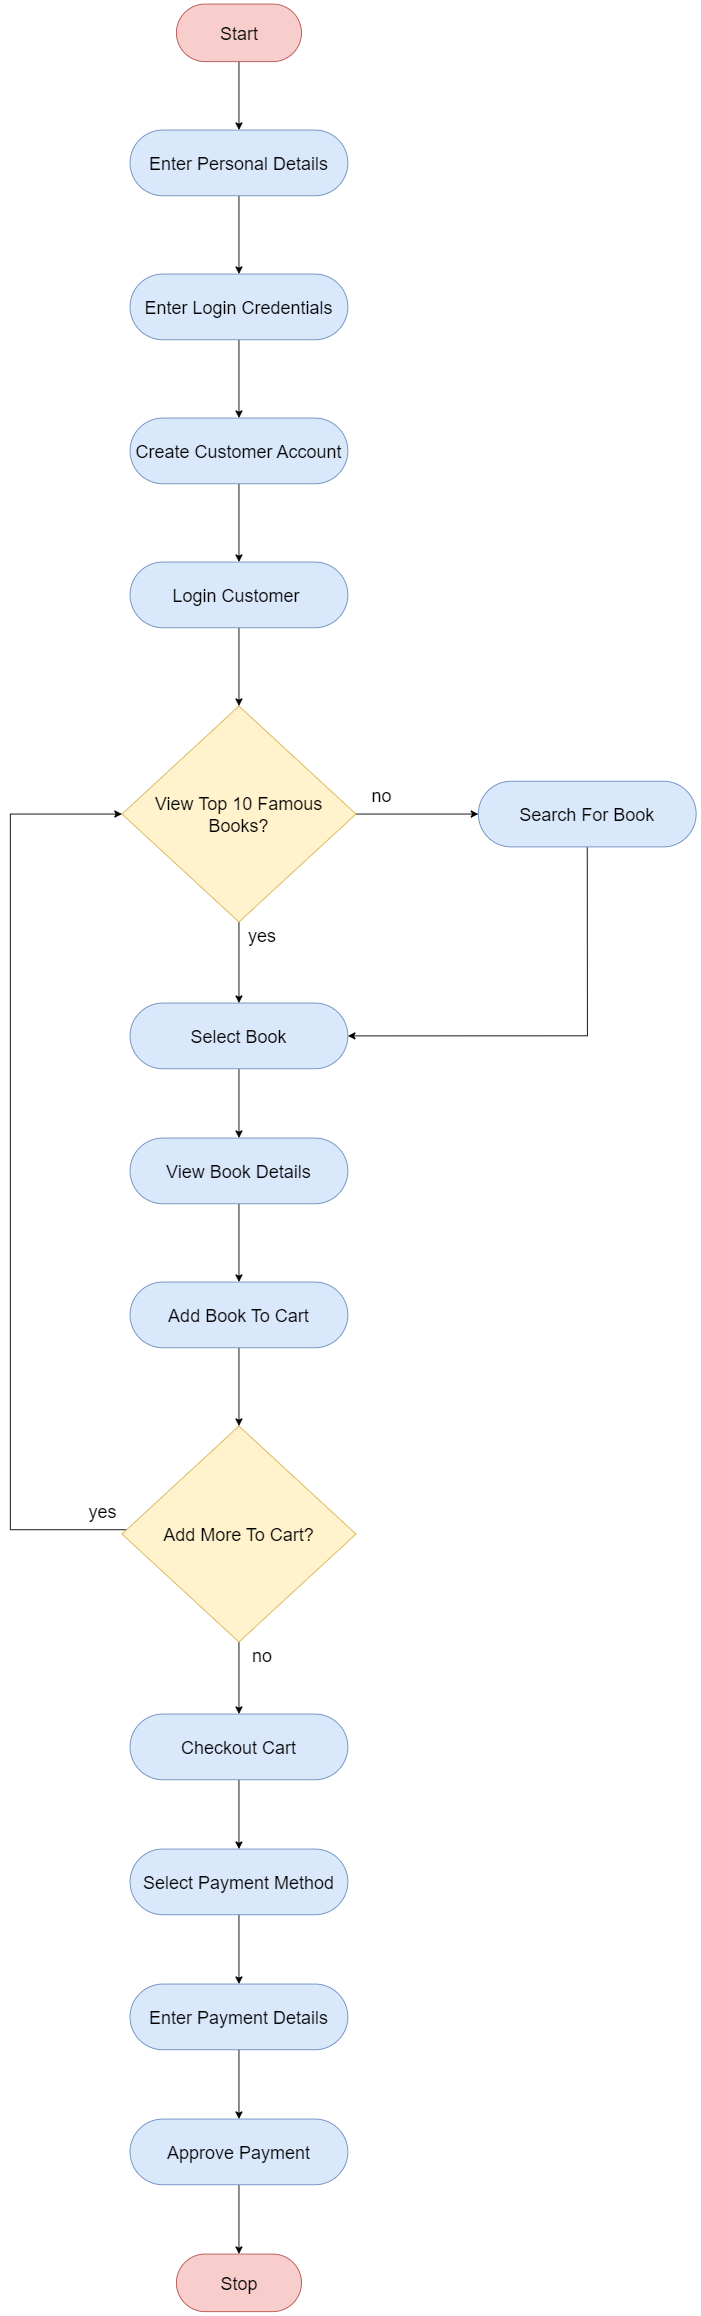 Start
Enter Personal Details
Enter Login Credentials
Create Customer Account
Login Customer
View Top 10 Famous
Books?
no
Search For Book
yes
Select Book
View Book Details
Add Book To Cart
yes
Add More To Cart?
no
Checkout Cart
Select Payment Method
Enter Payment Details
Approve Payment
Stop